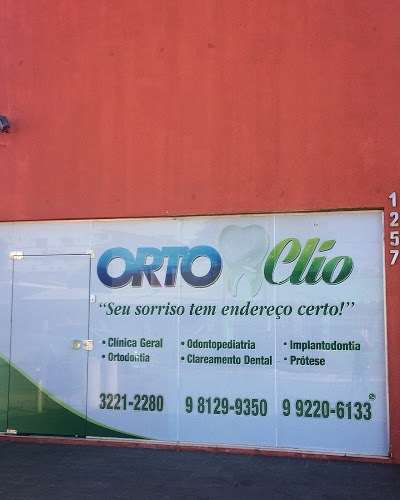 1257
ORTO Clio
"Seu sorriso tem endereço certo!"
• Clínica Geral • Odontopediatria • Implantodontia
• Ortodontia • Clareamento Dental • Prótese
3221-2280 9 8129-9350 9 9220-6133